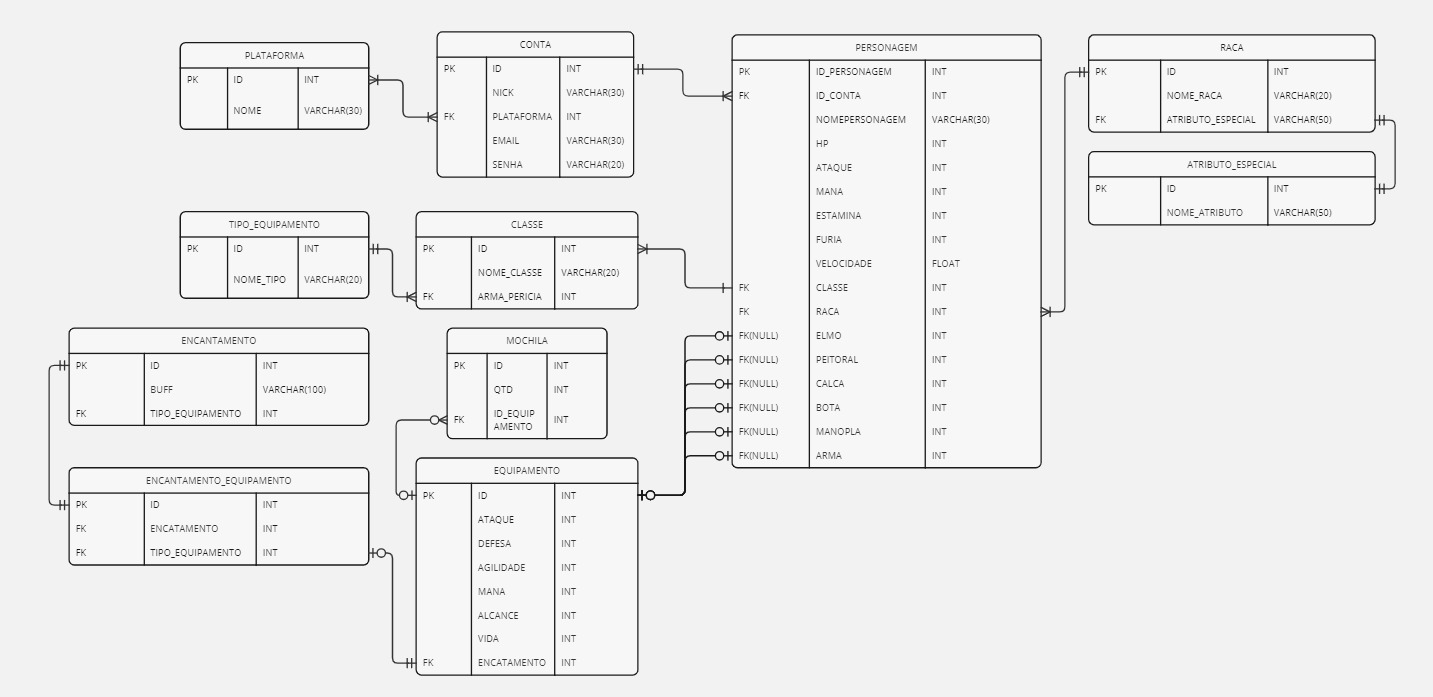 PLATAFORMA
PK ID INT
NOME VARCHAR(30)
CONTA
PK ID INT
NICK VARCHAR(30)
FK PLATAFORMA INT
EMAIL VARCHAR(30)
SENHA VARCHAR(20)
PERSONAGEM
PK ID_PERSONAGEM INT
FK ID_CONTA INT
NOMEPERSONAGEM VARCHAR(30)
HP INT
ATAQUE INT
MANA INT
ESTAMINA INT
FURIA INT
VELOCIDADE FLOAT
FK CLASSE INT
FK RACA INT
FK(NULL) ELMO INT
FK(NULL) PEITORAL INT
FK(NULL) CALCA INT
FK(NULL) BOTA INT
FK(NULL) MANOPLA INT
FK(NULL) ARMA INT
RACA
PK ID INT
NOME_RACA VARCHAR(20)
FK ATRIBUTO_ESPECIAL VARCHAR(50)
ATRIBUTO_ESPECIAL
PK ID INT
NOME_ATRIBUTO VARCHAR(50)
TIPO_EQUIPAMENTO
PK ID INT
NOME_TIPO VARCHAR(20)
CLASSE
PK ID INT
NOME_CLASSE VARCHAR(20)
FK ARMA_PERICIA INT
ENCANTAMENTO
PK ID INT
BUFF VARCHAR(100)
FK TIPO_EQUIPAMENTO INT
MOCHILA
PK ID INT
QTD INT
FK ID_EQUIP INT
AMENTO
ENCANTAMENTO_EQUIPAMENTO
PK ID INT
FK ENCATAMENTO INT
FK TIPO_EQUIPAMENTO INT
EQUIPAMENTO
PK ID INT
ATAQUE INT
DEFESA INT
AGILIDADE INT
MANA INT
ALCANCE INT
VIDA INT
FK ENCATAMENTO INT